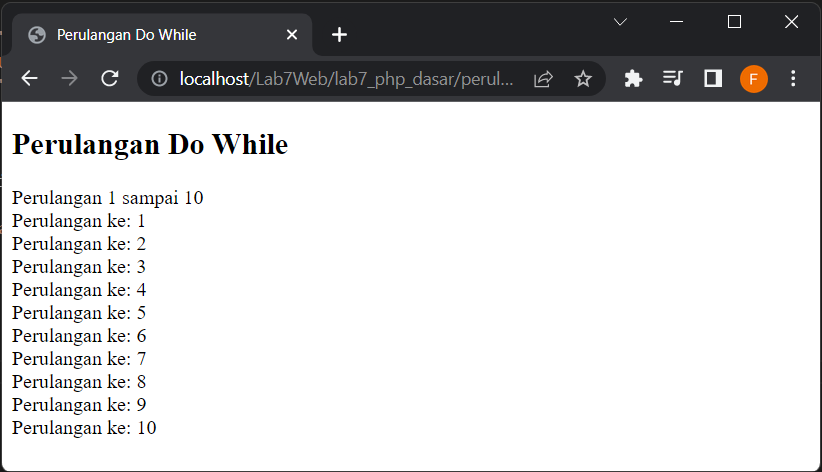 Perulangan Do While
localhost/Lab7Web/lab7_php_dasar/perul...
F
Perulangan Do While
Perulangan 1 sampai 10
Perulangan ke: 1
Perulangan ke: 2
Perulangan ke: 3
Perulangan ke: 4
Perulangan ke: 5
Perulangan ke: 6
Perulangan ke: 7
Perulangan ke: 8
Perulangan ke: 9
Perulangan ke: 10